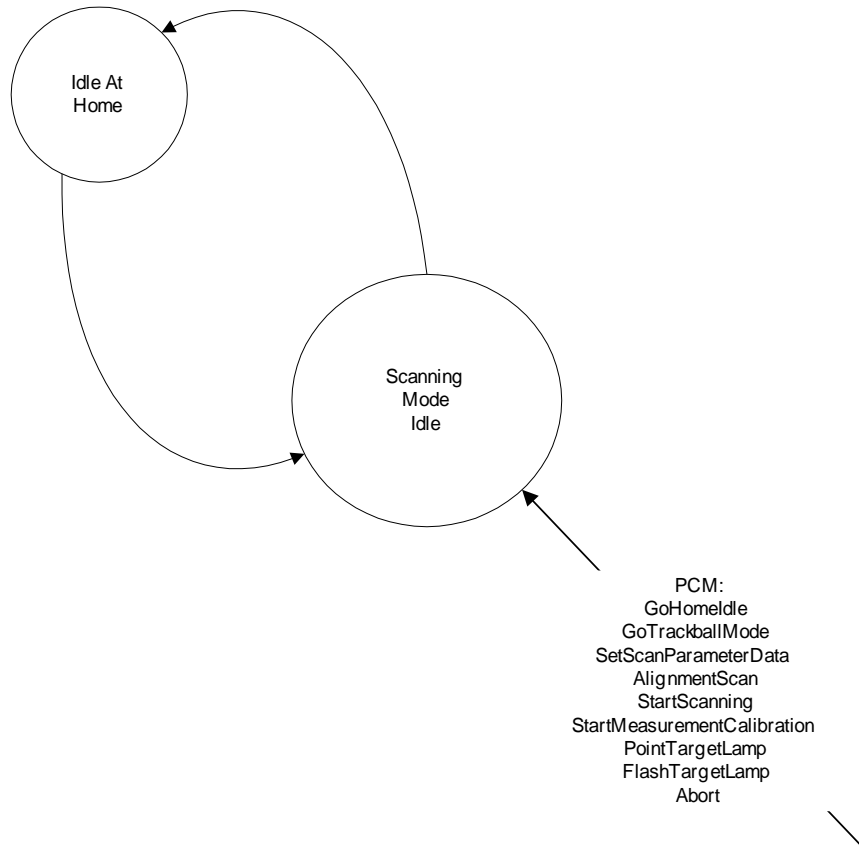 Idle At
Home
Scanning
Mode
Idle
PCM:
GoHomeIdle
GoTrackballMode
SetScanParameterData
AlignmentScan
StartScanning
StartMeasurementCalibration
PointTargetLamp
FlashTargetLamp
Abort